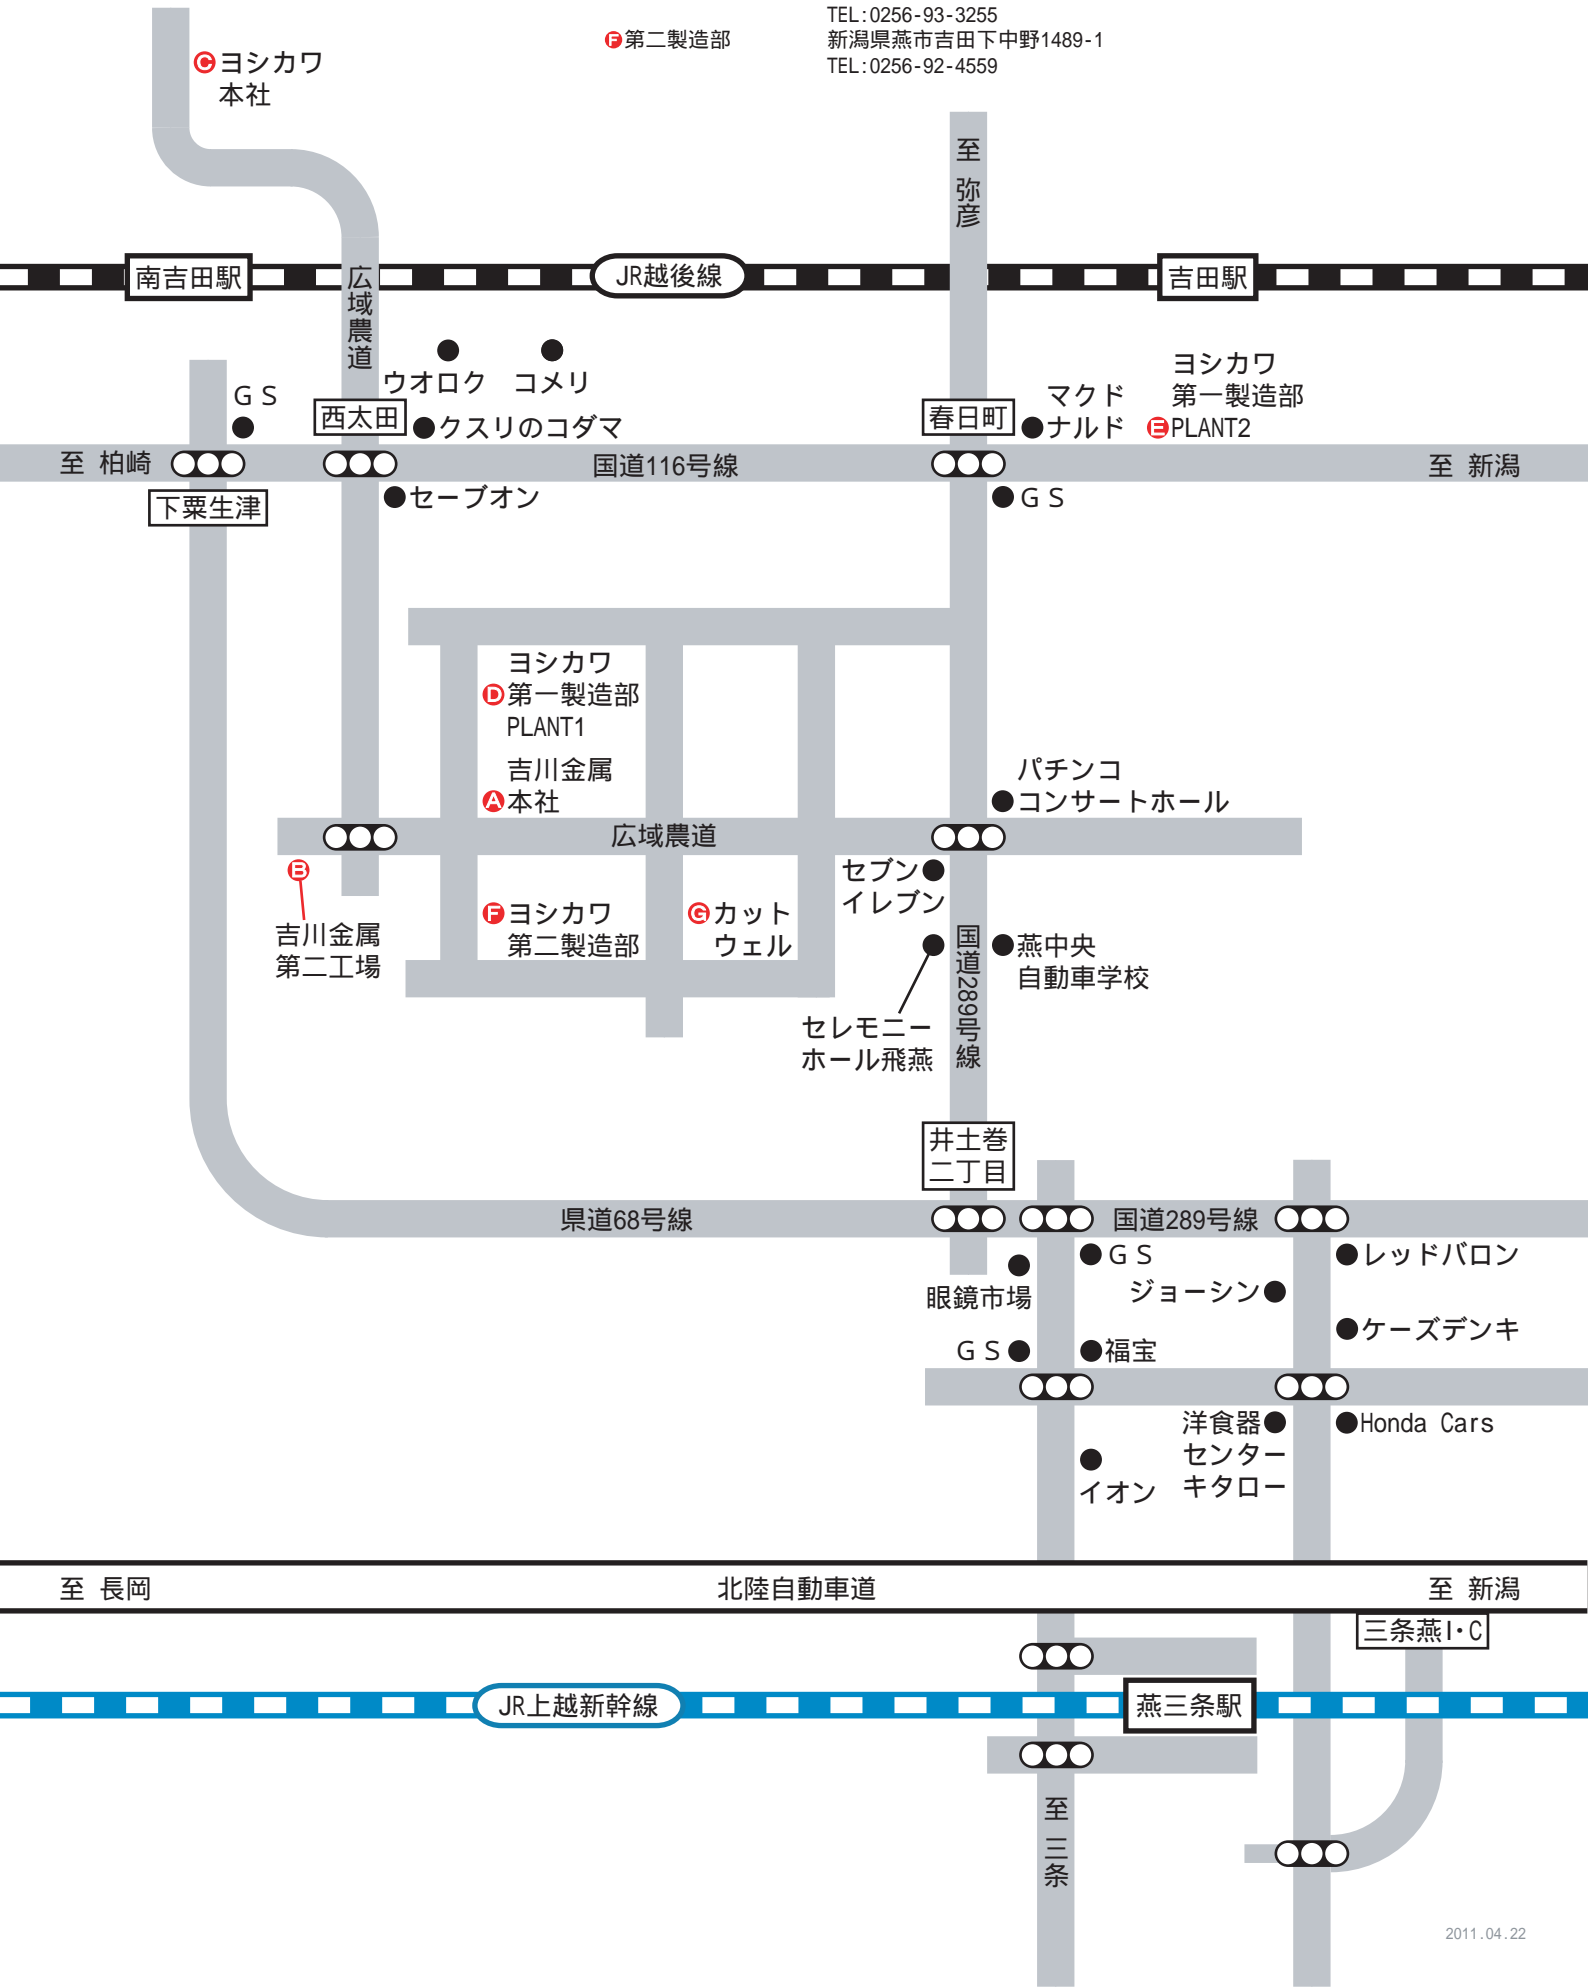 TEL:0256-93-3255
F 第二製造部
新潟県燕市吉田下中野1489-1
TEL:0256-92-4559
C ヨシカワ
本社
至 弥彦
南吉田駅
JR越後線
吉田駅
広域農道
ウオロク
コメリ
GS
西太田
クスリのコダマ
春日町
マクド
ナルド
ヨシカワ
第一製造部
E PLANT2
至 柏崎
国道116号線
至 新潟
下粟生津
セーブオン
GS
ヨシカワ
D 第一製造部
PLANT1
吉川金属
A 本社
パチンコ
コンサートホール
広域農道
B
吉川金属
第二工場
F ヨシカワ
第二製造部
G カット
ウェル
セブン
イレブン
国道289号線
燕中央
自動車学校
セレモニー
ホール飛燕
井土巻
二丁目
県道68号線
国道289号線
GS
レッドバロン
眼鏡市場
ジョーシン
ケーズデンキ
GS
福宝
洋食器
センター
キタロー
Honda Cars
イオン
至 長岡
北陸自動車道
至 新潟
三条燕I・C
JR上越新幹線
燕三条駅
至 三条
2011.04.22